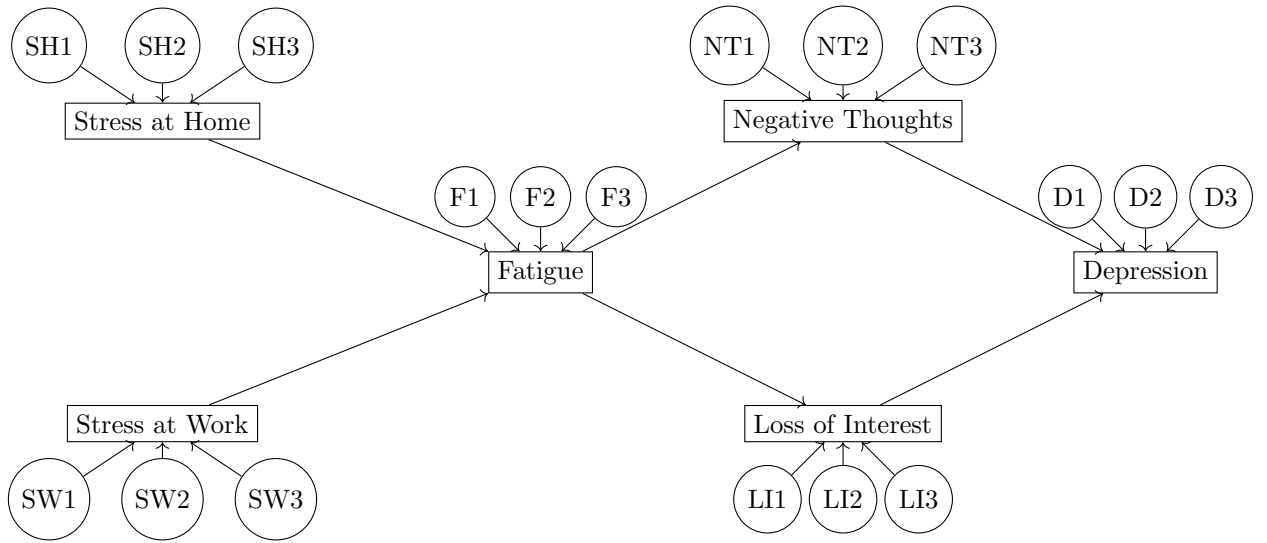 SH1 SH2 SH3
NT1 NT2 NT3
Stress at Home
Negative Thoughts
F1 F2 F3
D1 D2 D3
Fatigue
Depression
Stress at Work
Loss of Interest
SW1 SW2 SW3
LI1 LI2 LI3